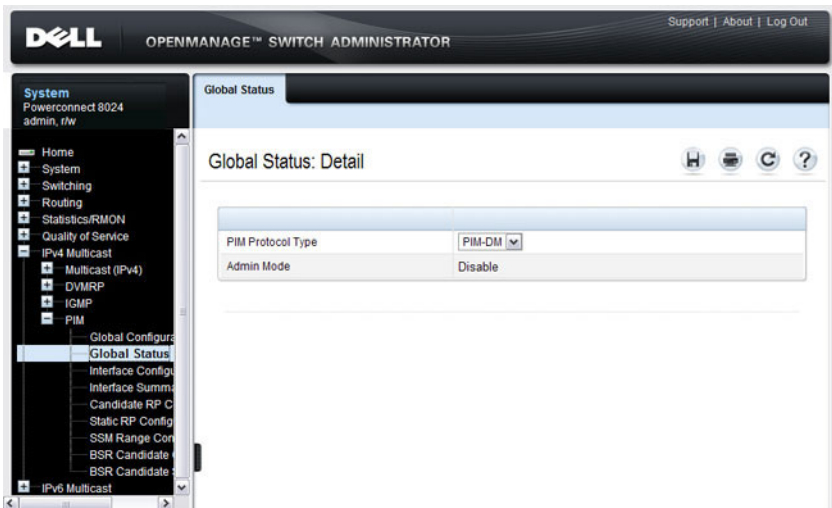 Support | About | Log Out
DELL
OPENMANAGE™ SWITCH ADMINISTRATOR
System
Powerconnect 8024
admin, r/w
Home
System
Switching
Routing
Statistics/RMON
Quality of Service
IPv4 Multicast
Multicast (IPv4)
DVMRP
IGMP
PIM
Global Configura
Global Status
Interface Configu
Interface Summa
Candidate RP C
Static RP Config
SSM Range Con
BSR Candidate
BSR Candidate
IPv6 Multicast
Global Status
Global Status: Detail
?
PIM Protocol Type PIM-DM
Admin Mode Disable